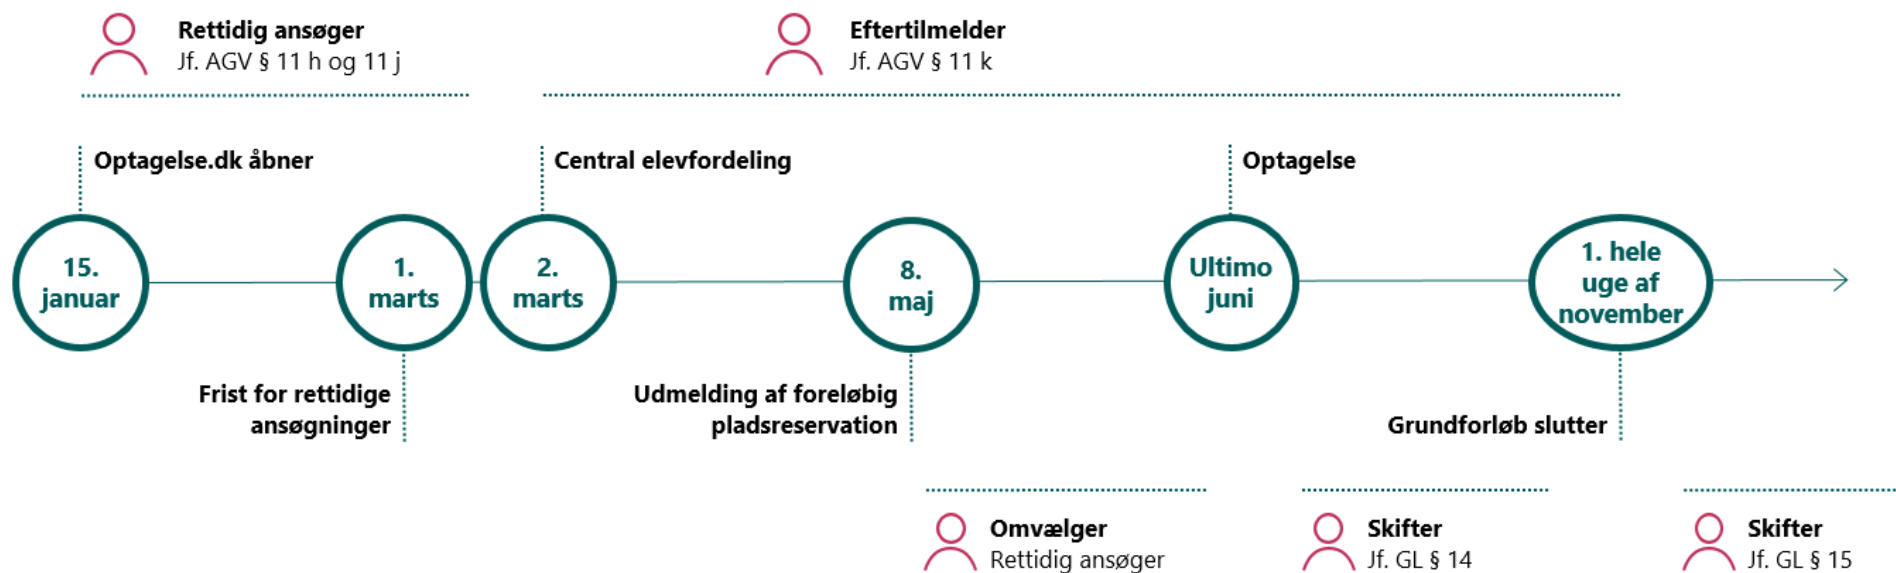 Rettidig ansøger
Jf. AGV § 11 h og 11 j
Eftertilmelder
Jf. AGV § 11 k
Optagelse.dk åbner
Central elevfordeling
Optagelse
15.
januar
1.
marts
2.
marts
8.
maj
Ultimo
juni
1. hele
uge af
november
Frist for rettidige
ansøgninger
Udmelding af foreløbig
pladsreservation
Grundforløb slutter
Omvælger
Rettidig ansøger
Skifter
Jf. GL § 14
Skifter
Jf. GL § 15